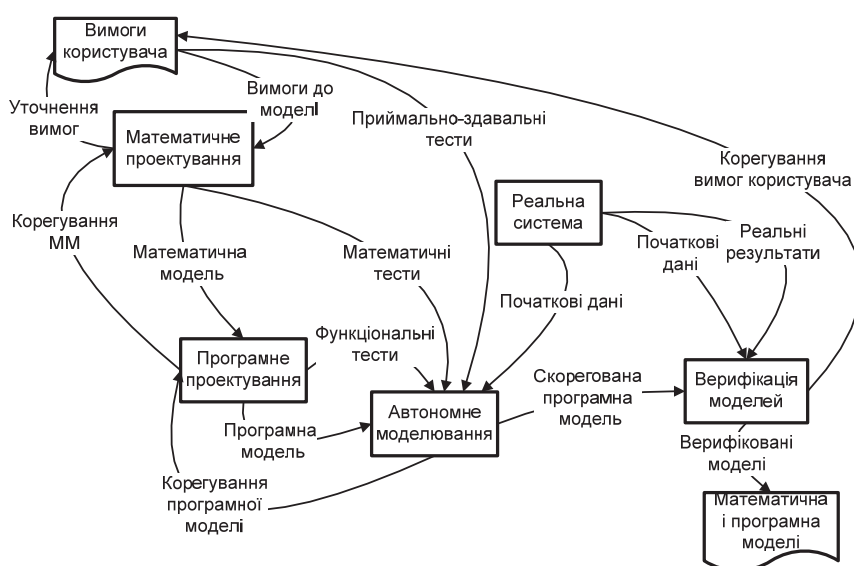 Вимоги
користувача
Уточнення
вимог
Вимоги до
моделі
Математичне
проектування
Приймально-здавальні
тести
Корегування
вимог користувача
Реальна
система
Корегування
ММ
Математична
модель
Математичні
тести
Початкові
дані
Реальні
результати
Початкові дані
Функціональні
тести
Програмне
проектування
Програмна
модель
Автономне
моделювання
Скорегована
програмна
модель
Верифікація
моделей
Верифіковані
моделі
Корегування
програмної
моделі
Математична
і програмна
моделі